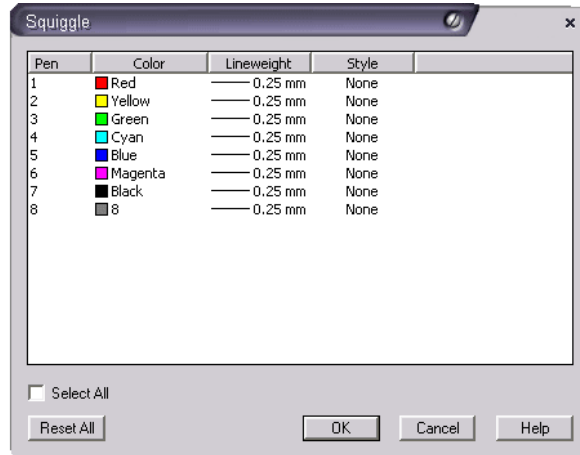 Squiggle
Pen Color Lineweight Style
1 Red 0.25 mm None
2 Yellow 0.25 mm None
3 Green 0.25 mm None
4 Cyan 0.25 mm None
5 Blue 0.25 mm None
6 Magenta 0.25 mm None
7 Black 0.25 mm None
8 8 0.25 mm None
Select All
Reset All OK Cancel Help